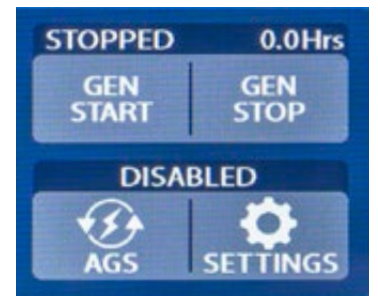 STOPPED 0.0Hrs
GEN START
GEN STOP
DISABLED
AGS
SETTINGS